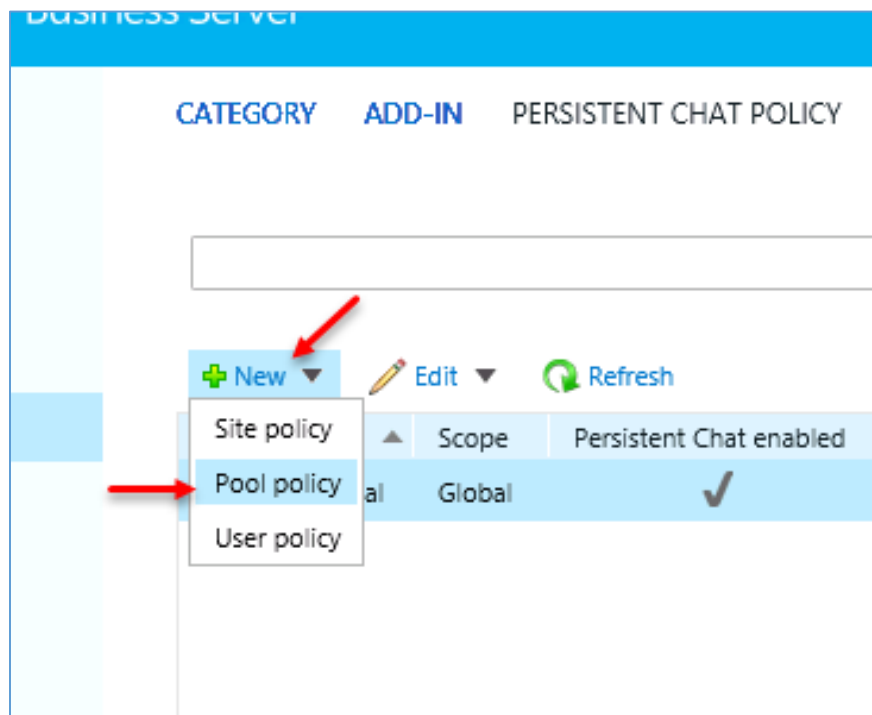 Business Server
CATEGORY ADD-IN PERSISTENT CHAT POLICY
New Edit Refresh
Site policy Scope Persistent Chat enabled
Pool policy al Global
User policy